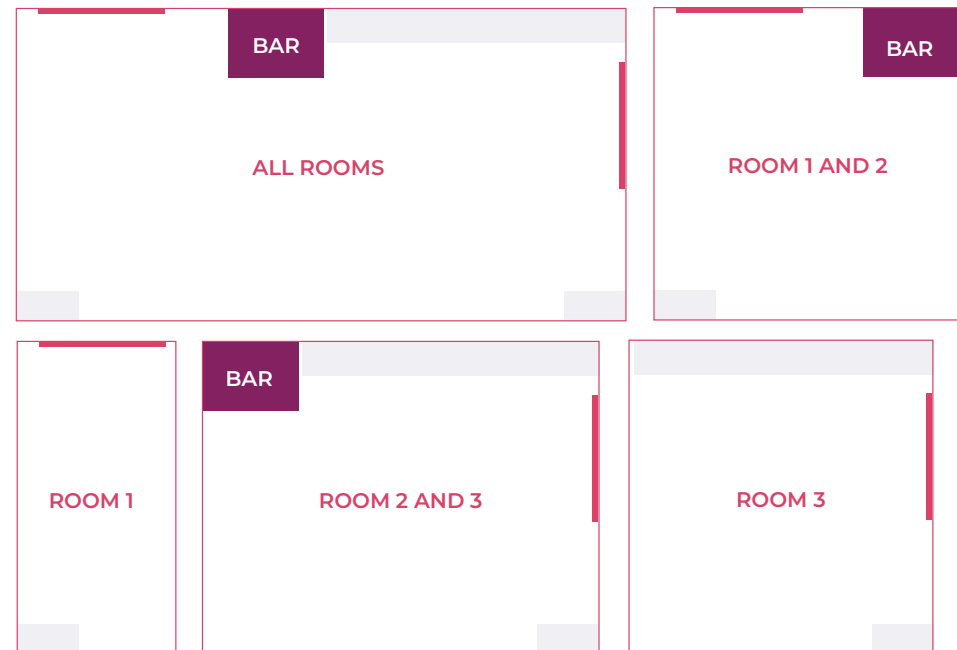 BAR
BAR
ALL ROOMS
ROOM 1 AND 2
BAR
ROOM 1
ROOM 2 AND 3
ROOM 3